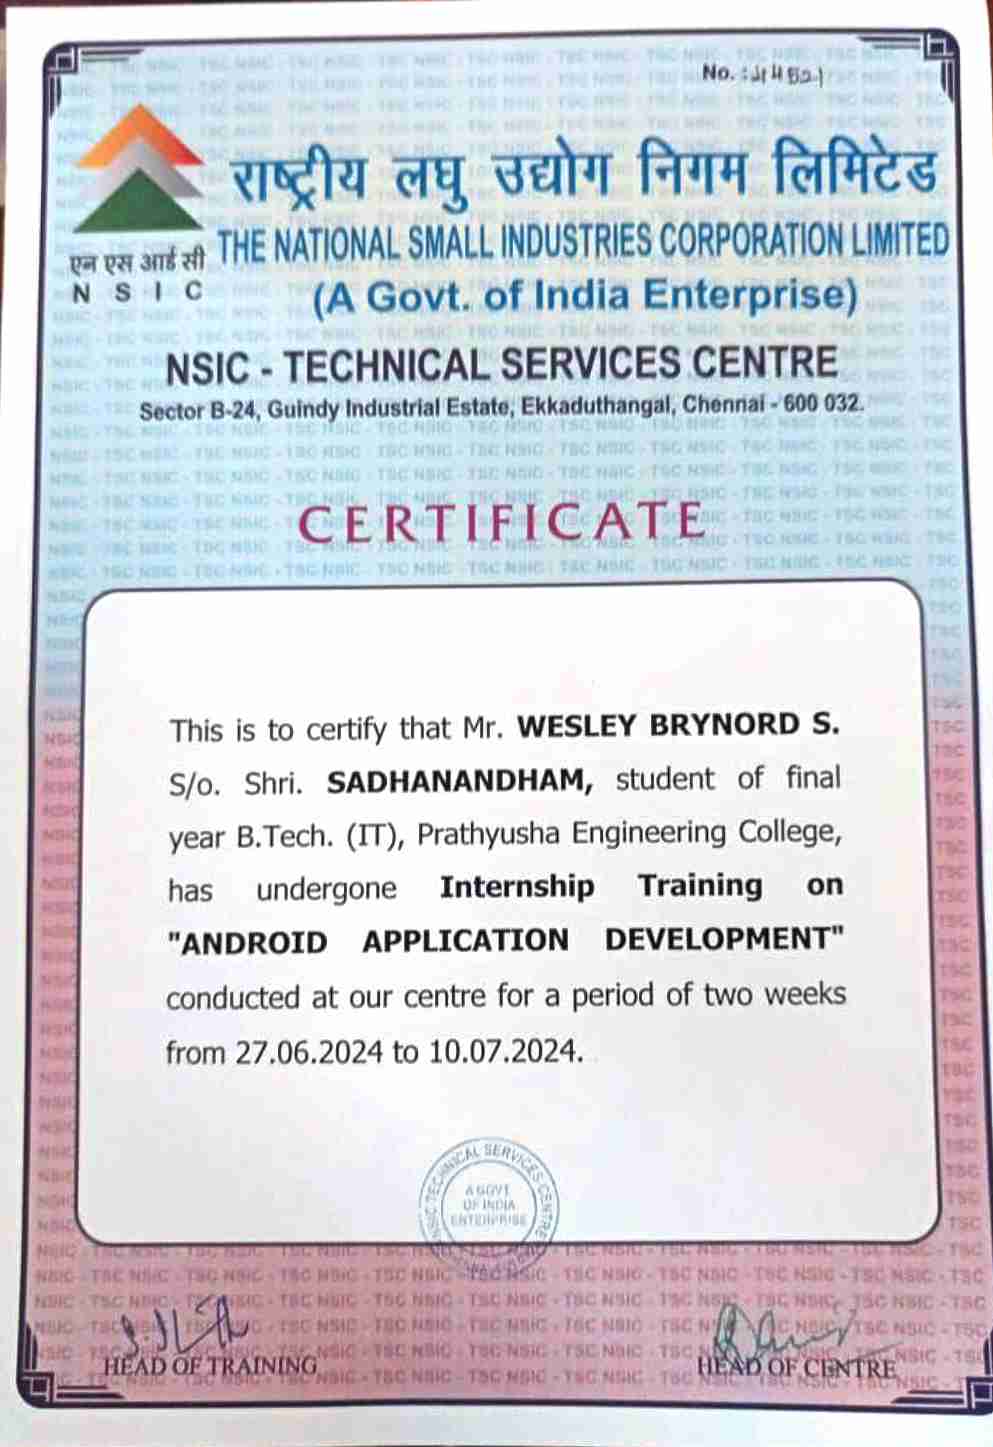 No. :
राष्ट्रीय लघु उद्योग निगम लिमिटेड
THE NATIONAL SMALL INDUSTRIES CORPORATION LIMITED
एन एस आई सी
N S I C
(A Govt. of India Enterprise)
NSIC - TECHNICAL SERVICES CENTRE
Sector B-24, Guindy Industrial Estate, Ekkaduthangal, Chennai - 600 032.
CERTIFICATE
This is to certify that Mr. WESLEY BRYNORD S.
S/o. Shri. SADHANANDHAM, student of final
year B.Tech. (IT), Prathyusha Engineering College,
has undergone Internship Training on
"ANDROID APPLICATION DEVELOPMENT"
conducted at our centre for a period of two weeks
from 27.06.2024 to 10.07.2024.
NSIC-TECHNICAL SERVICES CENTRE
A GOVT
OF INDIA
ENTERPRISE
HEAD OF TRAINING
HEAD OF CENTRE